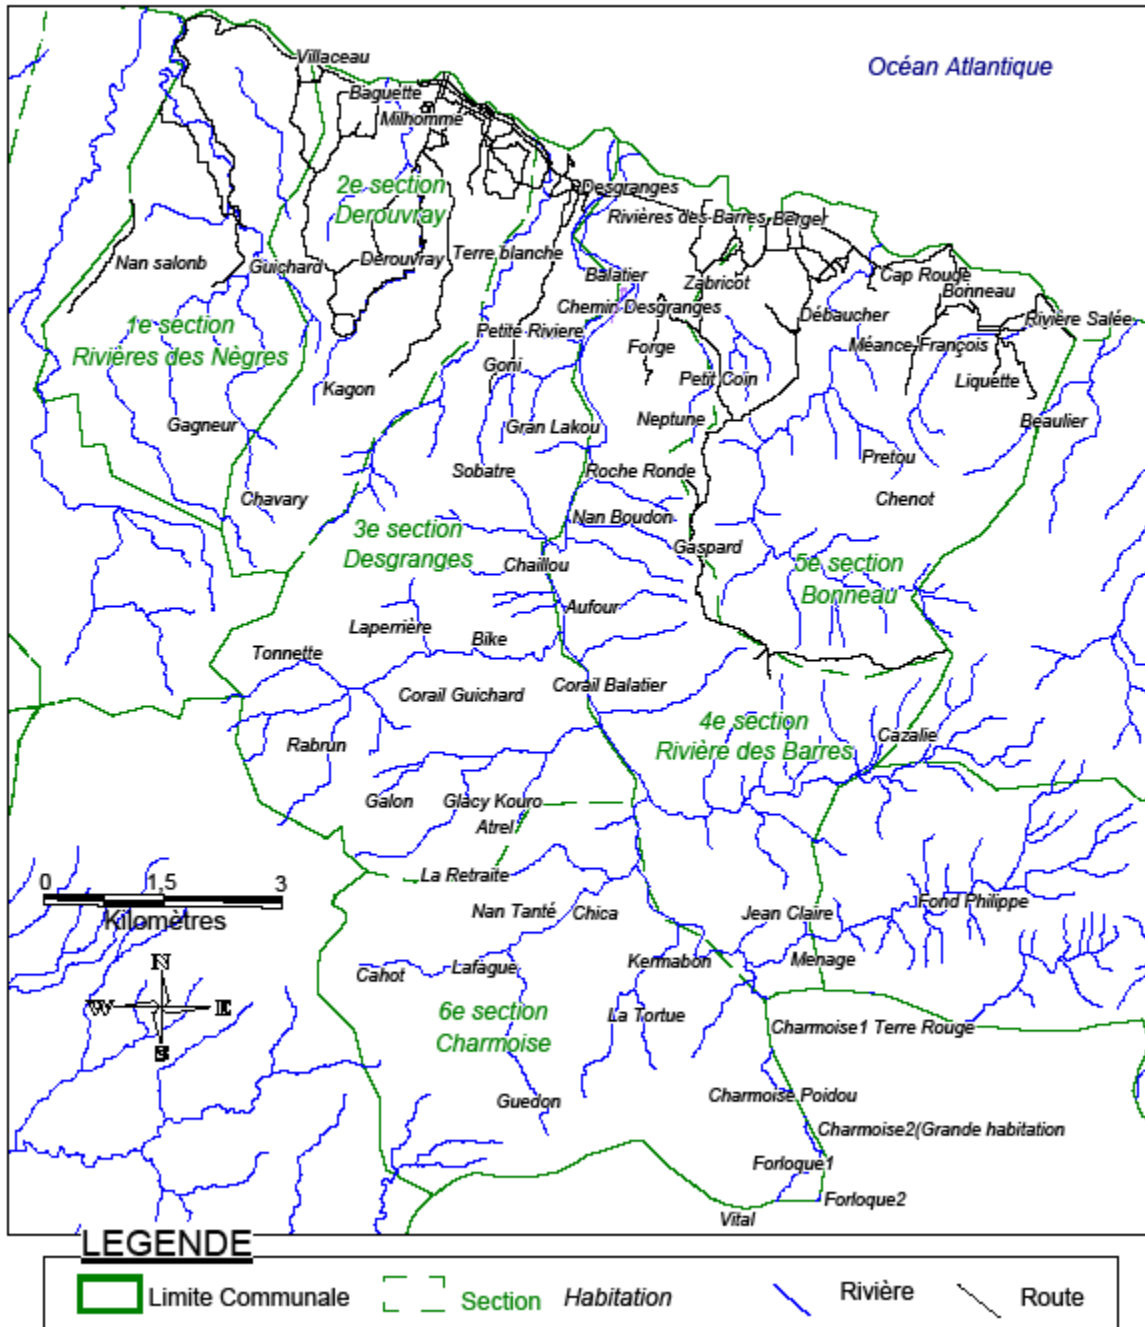 Océan Atlantique
Villaceau
Baguette
Milhomme
2e section
Derouvray
Desgranges
Rivières des Barres
Berger
Nan salonb
Guichard
Derouvray
Terre blanche
Balatier
Zabricot
Cap Rouge
Bonneau
Chemin Desgranges
Débaucher
Rivière Salée
1e section
Rivières des Nègres
Petite Riviere
Forge
Méance François
Goni
Kagon
Petit Coin
Liquette
Gagneur
Gran Lakou
Neptune
Beaulier
Sobatre
Roche Ronde
Pretou
Chavary
Chenot
3e section
Desgranges
Nan Boudon
Gaspard
Chaillou
5e section
Bonneau
Aufour
Laperrière
Bike
Tonnette
Corail Guichard
Corail Balatier
4e section
Rivière des Barres
Cazalie
Rabrun
Galon
Glacy Kouro
Atrel
La Retraite
0 1,5 3
Kilomètres
Nan Tanté
Chica
Jean Claire
Fond Philippe
N
W E
S
Cahot
Lafague
Kermabon
Menage
6e section
Charmoise
La Tortue
Charmoise1 Terre Rouge
Guedon
Charmoise Poidou
Charmoise2(Grande habitation
Forloque1
Forloque2
Vital
LEGENDE
Limite Communale
Section
Habitation
Rivière
Route